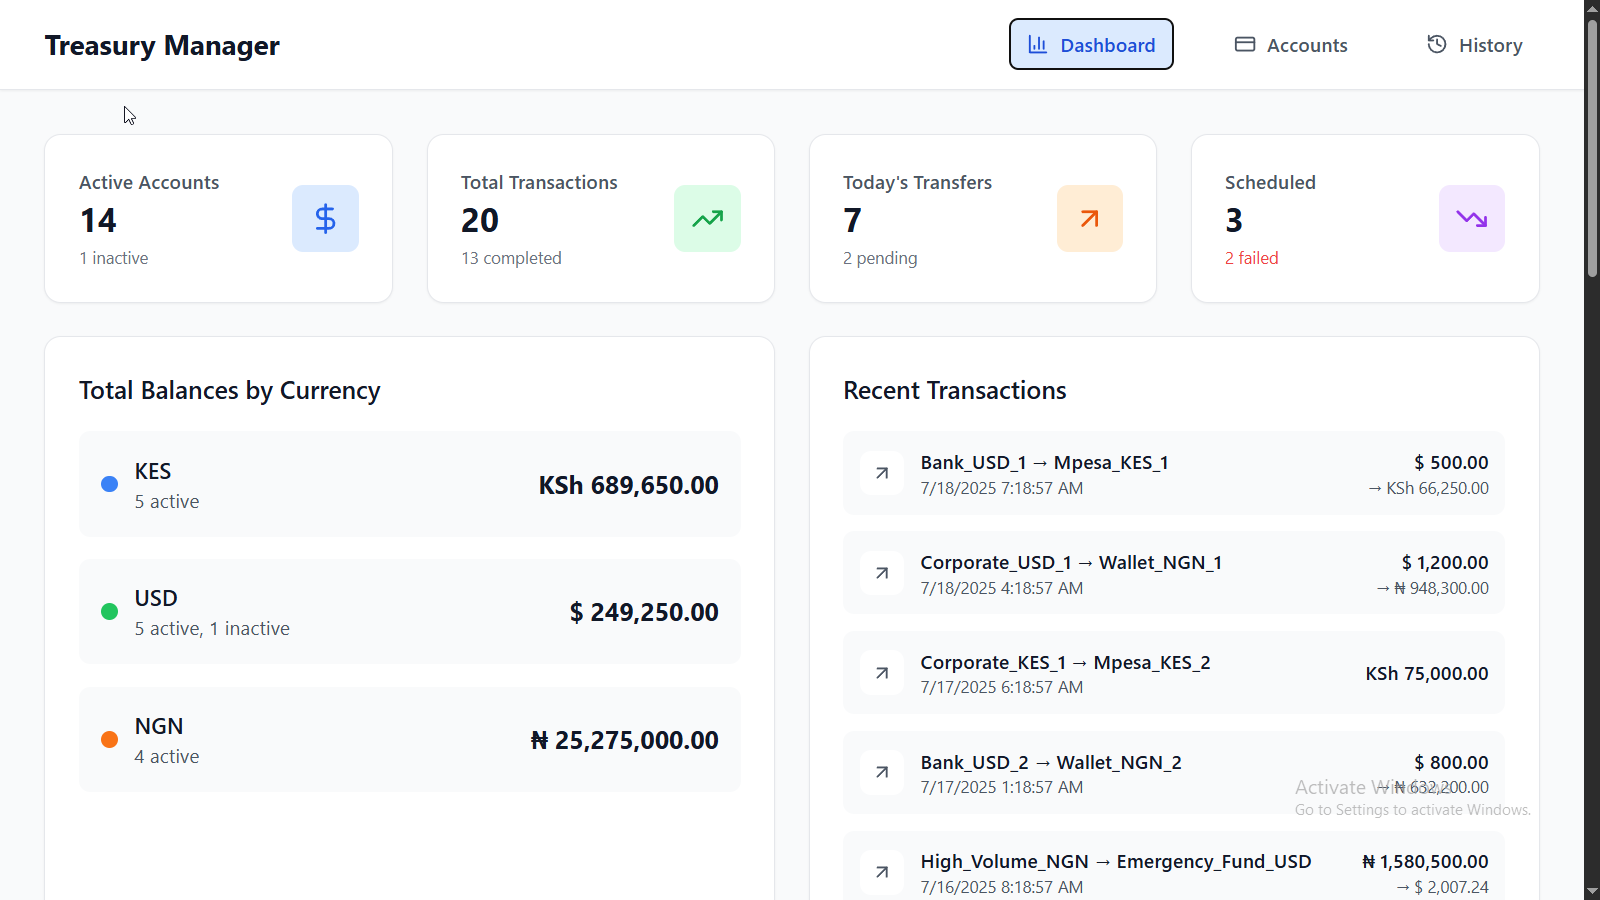 Treasury Manager
Dashboard
Accounts
History
Active Accounts
14
1 inactive
Total Transactions
20
13 completed
Today's Transfers
7
2 pending
Scheduled
3
2 failed
Total Balances by Currency
KES
5 active
KSh 689,650.00
USD
5 active, 1 inactive
$ 249,250.00
NGN
4 active
₦ 25,275,000.00
Recent Transactions
Bank_USD_1 → Mpesa_KES_1
7/18/2025 7:18:57 AM
$ 500.00
→ KSh 66,250.00
Corporate_USD_1 → Wallet_NGN_1
7/18/2025 4:18:57 AM
$ 1,200.00
→ ₦ 948,300.00
Corporate_KES_1 → Mpesa_KES_2
7/17/2025 6:18:57 AM
KSh 75,000.00
Bank_USD_2 → Wallet_NGN_2
7/17/2025 1:18:57 AM
$ 800.00
→ ₦ 632,200.00
Activate Windows
Go to Settings to activate Windows.
High_Volume_NGN → Emergency_Fund_USD
7/16/2025 8:18:57 AM
₦ 1,580,500.00
→ $ 2,007.24